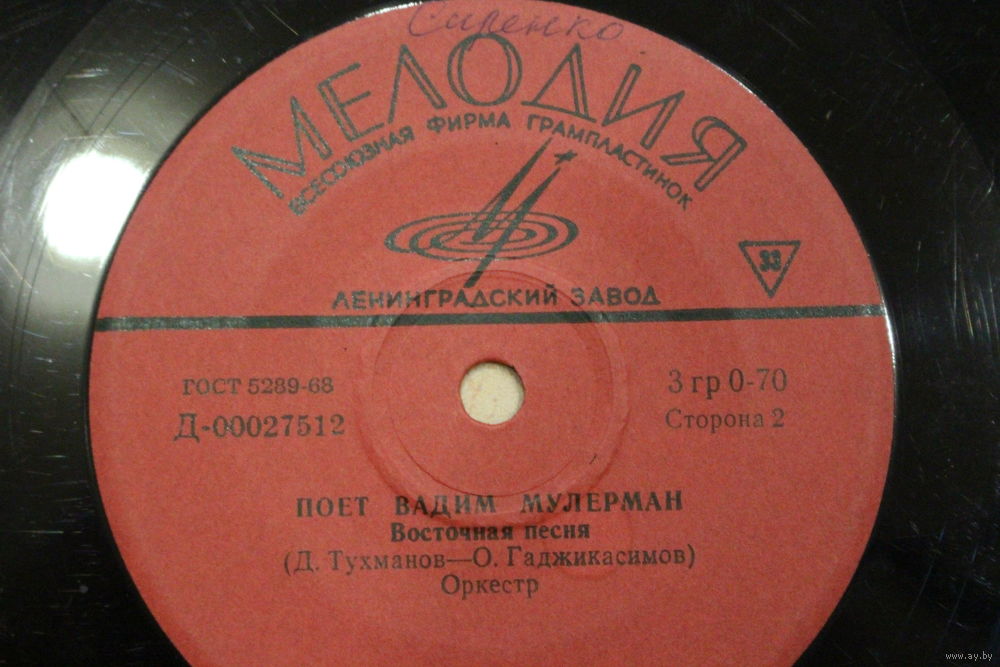 Сиренко
МЕЛОДИЯ
ВСЕСОЮЗНАЯ ФИРМА ГРАМПЛАСТИНОК
33
ЛЕНИНГРАДСКИЙ ЗАВОД
ГОСТ 5289-68
3 гр 0-70
Д-00027512
Сторона 2
ПОЕТ ВАДИМ МУЛЕРМАН
Восточная песня
(Д. Тухманов—О. Гаджикасимов)
Оркестр
www.ay.by